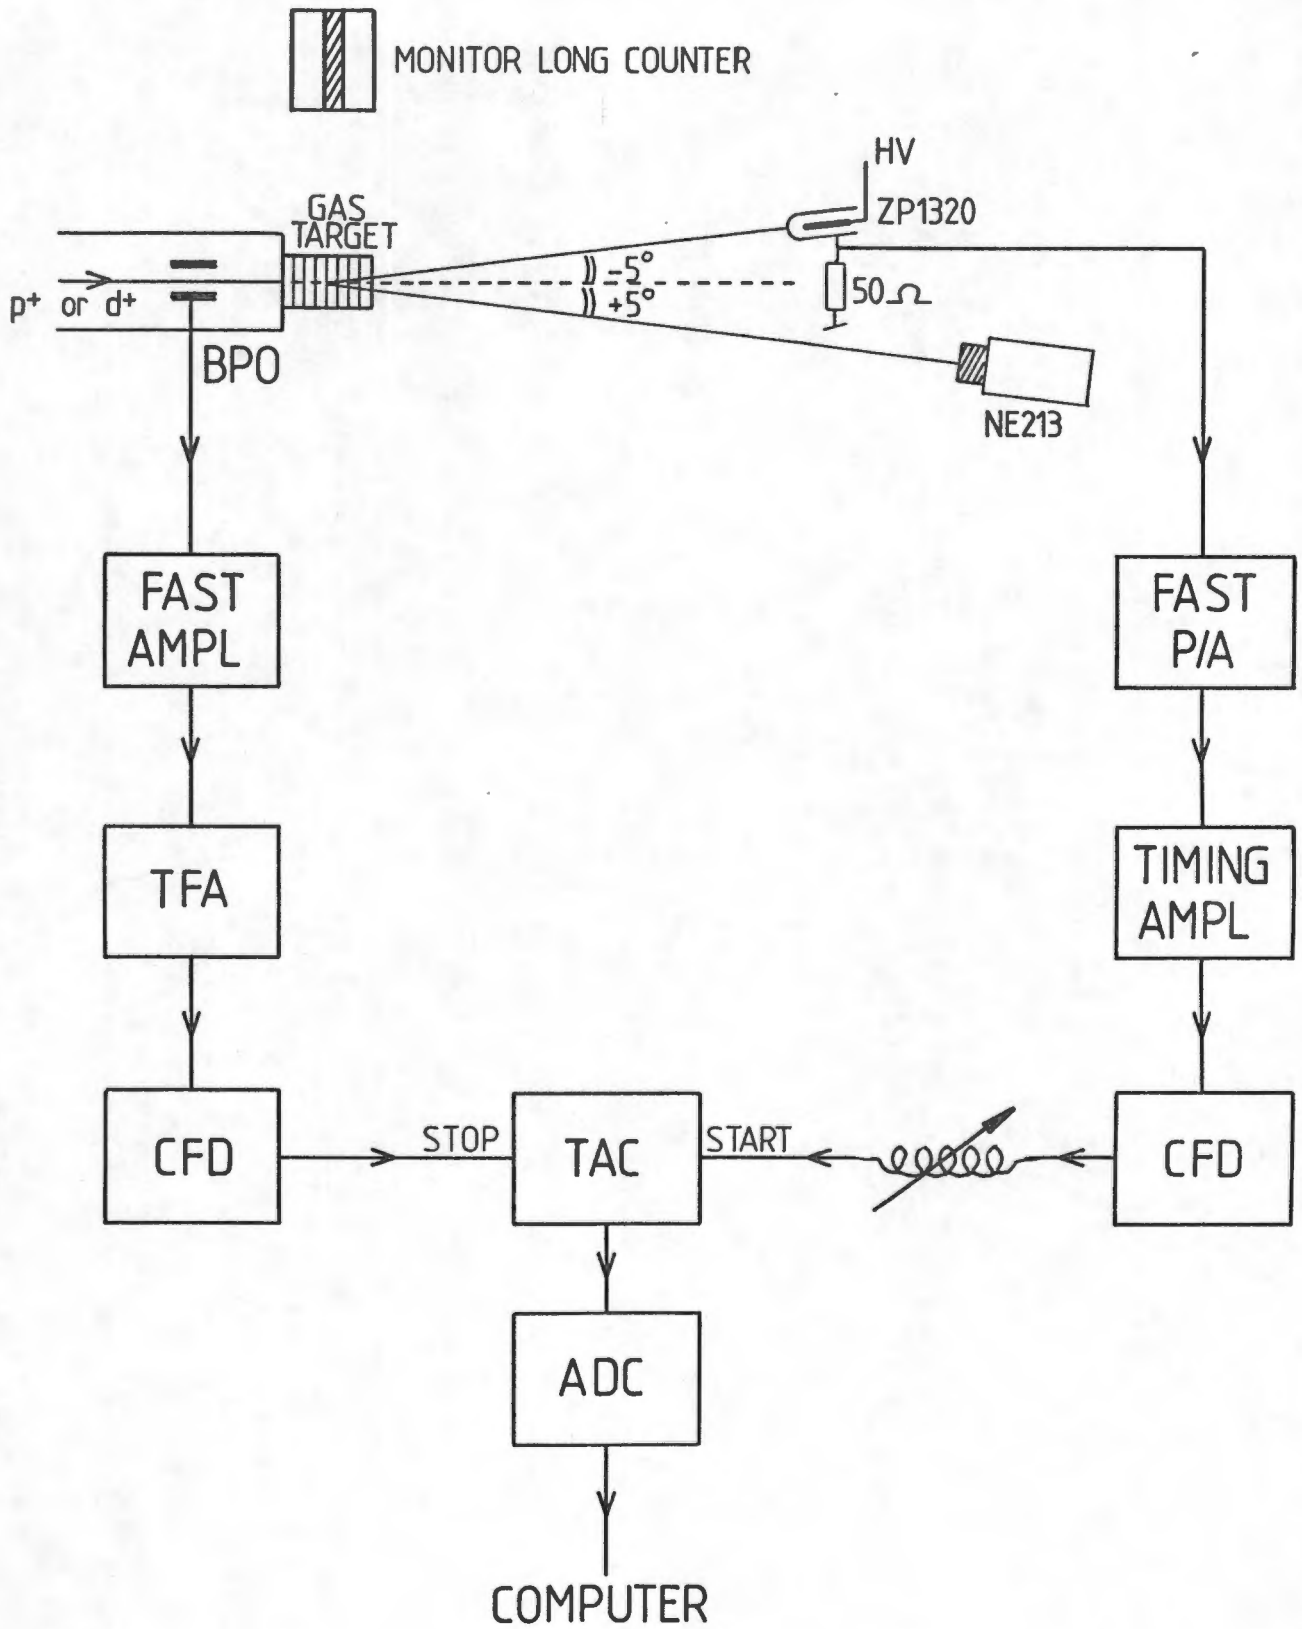 MONITOR LONG COUNTER
HV
ZP1320
GAS
TARGET
-5°
+5°
50Ω
p+ or d+
BPO
NE213
FAST
AMPL
FAST
P/A
TFA
TIMING
AMPL
CFD
STOP
TAC
START
CFD
ADC
COMPUTER